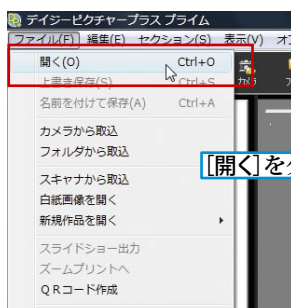 デイジーピクチャープラス プライム
ファイル(F) 編集(E) セクション(S) 表示(V)
開く(O) Ctrl+O
上書き保存(S) Ctrl+S
名前を付けて保存(A) Ctrl+A
カメラから取込
フォルダから取込
[開く]を
スキャナから取込
白紙画像を開く
新規作品を開く
スライドショー出力
ズームプリントへ
QRコード作成